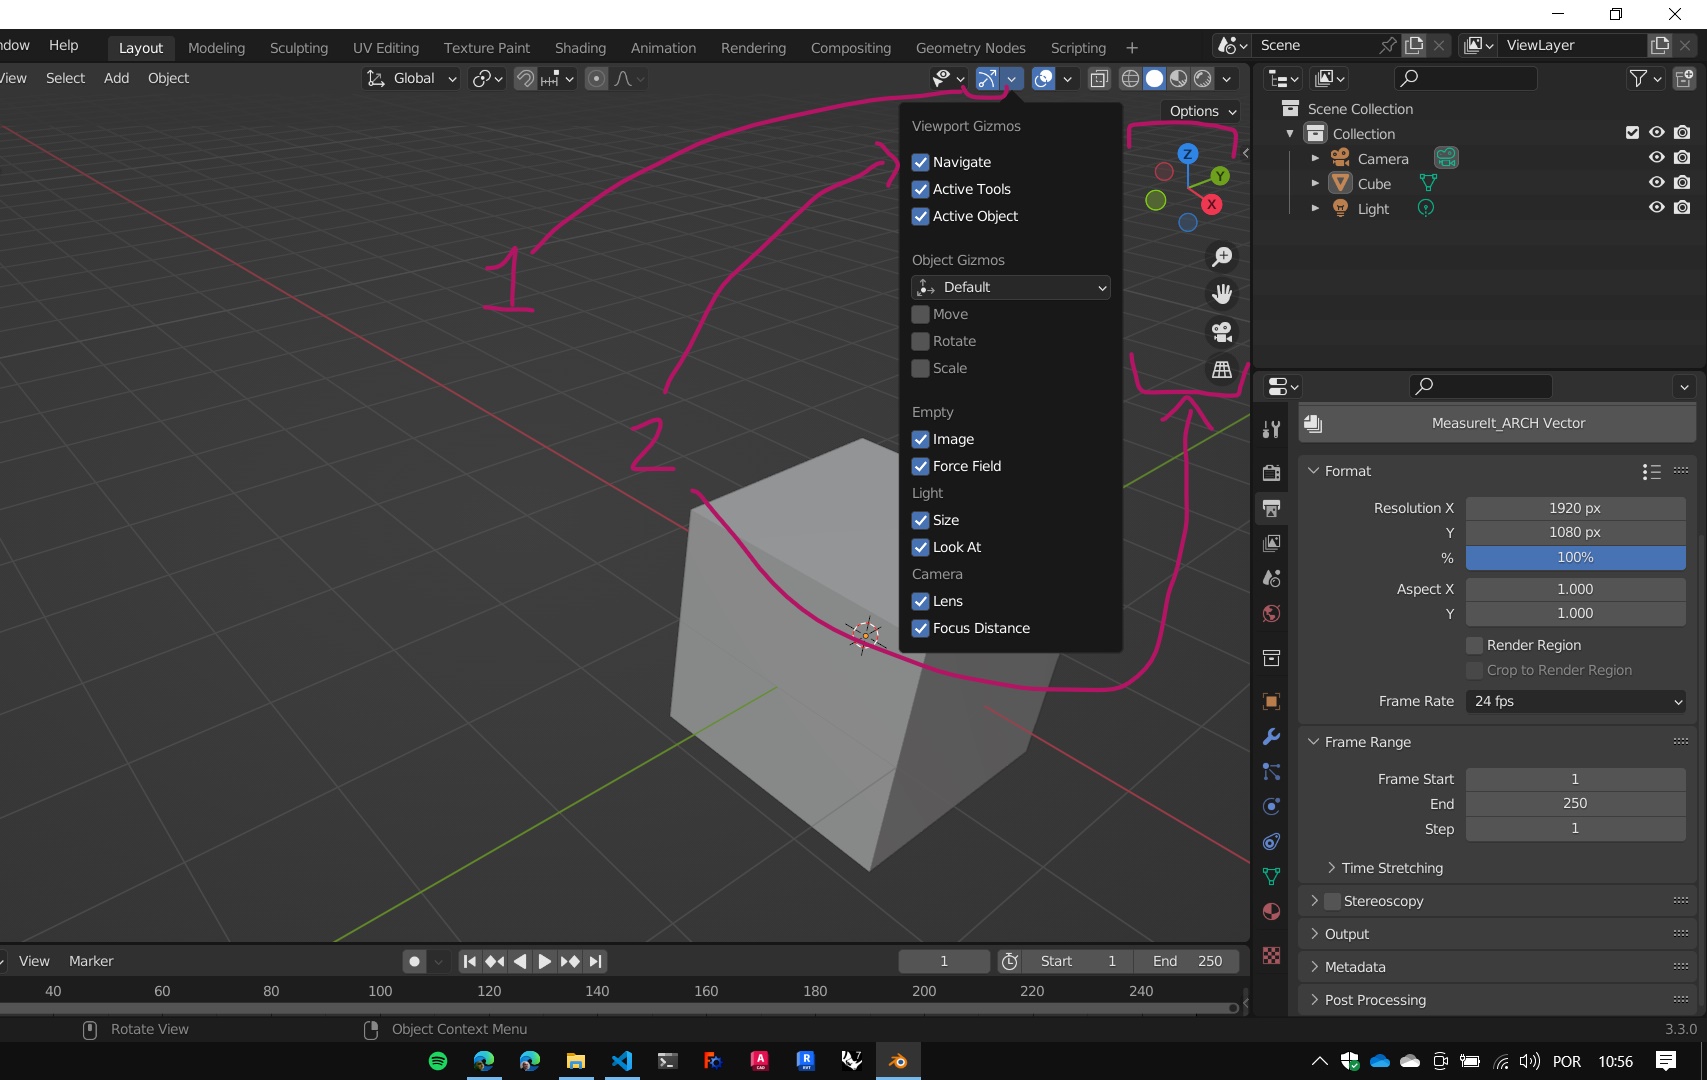 ndow Help Layout Modeling Sculpting UV Editing Texture Paint Shading Animation Rendering Compositing Geometry Nodes Scripting + Scene ViewLayer
View Select Add Object Global
Options
Viewport Gizmos
Navigate
Active Tools
Active Object
Object Gizmos
Default
Move
Rotate
Scale
Empty
Image
Force Field
Light
Size
Look At
Camera
Lens
Focus Distance
Z
Y
X
1
2
Scene Collection
Collection
Camera
Cube
Light
MeasureIt_ARCH Vector
Format
Resolution X 1920 px
Y 1080 px
% 100%
Aspect X 1.000
Y 1.000
Render Region
Crop to Render Region
Frame Rate 24 fps
Frame Range
Frame Start 1
End 250
Step 1
Time Stretching
Stereoscopy
Output
Metadata
Post Processing
View Marker 1 Start 1 End 250
40 60 80 100 120 140 160 180 200 220 240
Rotate View Object Context Menu 3.3.0
POR 10:56